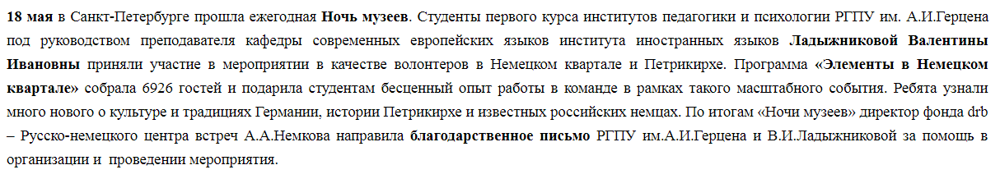 18 мая в Санкт-Петербурге прошла ежегодная Ночь музеев. Студенты первого курса институтов педагогики и психологии РГПУ им. А.И.Герцена
под руководством преподавателя кафедры современных европейских языков института иностранных языков Ладыжниковой Валентины
Ивановны приняли участие в мероприятии в качестве волонтеров в Немецком квартале и Петрикирхе. Программа «Элементы в Немецком
квартале» собрала 6926 гостей и подарила студентам бесценный опыт работы в команде в рамках такого масштабного события. Ребята узнали
много нового о культуре и традициях Германии, истории Петрикирхе и известных российских немцах. По итогам «Ночи музеев» директор фонда drb
– Русско-немецкого центра встреч А.А.Немкова направила благодарственное письмо РГПУ им.А.И.Герцена и В.И.Ладыжниковой за помощь в
организации и проведении мероприятия.